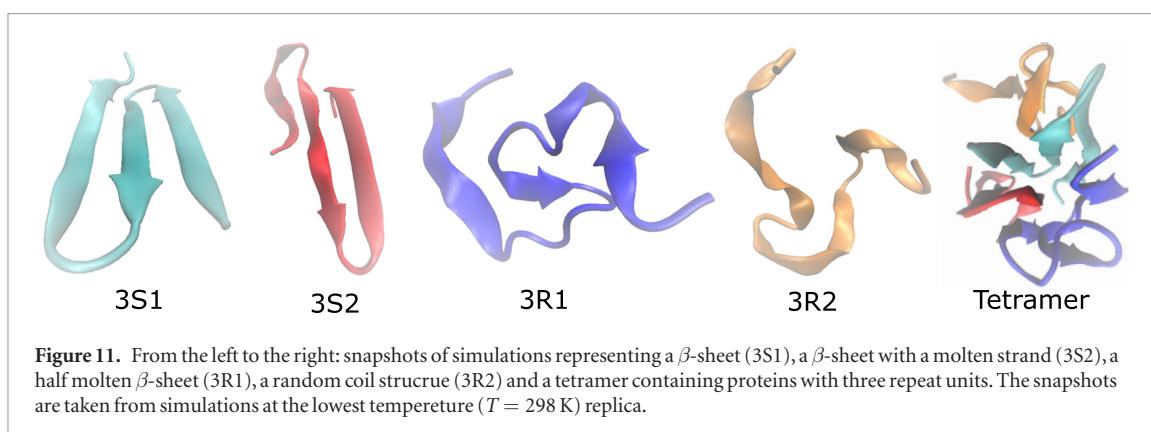 3S1
3S2
3R1
3R2
Tetramer
Figure 11. From the left to the right: snapshots of simulations representing a β-sheet (3S1), a β-sheet with a molten strand (3S2), a
half molten β-sheet (3R1), a random coil strucrue (3R2) and a tetramer containing proteins with three repeat units. The snapshots
are taken from simulations at the lowest tempereture (T = 298 K) replica.